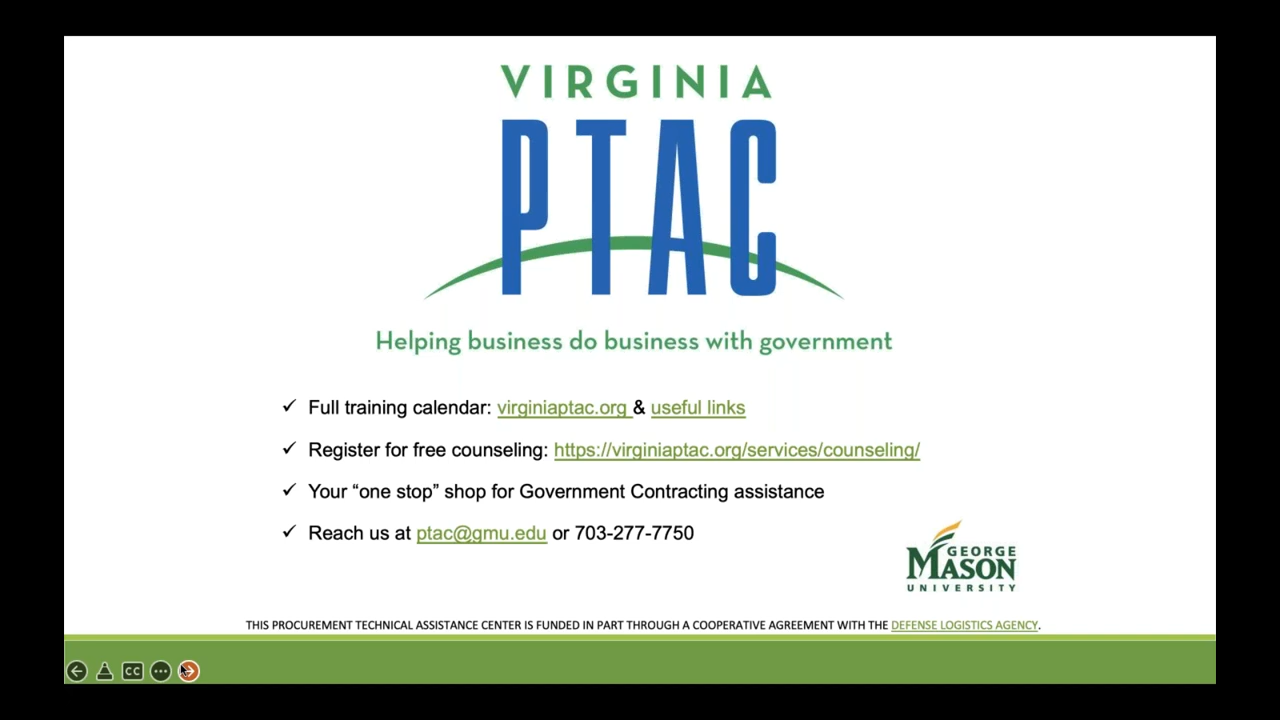 VIRGINIA
PTAC
Helping business do business with government
✓ Full training calendar: virginiaptac.org & useful links
✓ Register for free counseling: https://virginiaptac.org/services/counseling/
✓ Your “one stop” shop for Government Contracting assistance
✓ Reach us at ptac@gmu.edu or 703-277-7750
GEORGE
MASON
UNIVERSITY
THIS PROCUREMENT TECHNICAL ASSISTANCE CENTER IS FUNDED IN PART THROUGH A COOPERATIVE AGREEMENT WITH THE DEFENSE LOGISTICS AGENCY.
CC